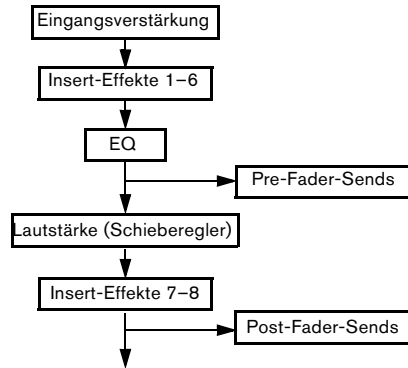 Eingangsverstärkung
Insert-Effekte 1–6
EQ
Pre-Fader-Sends
Lautstärke (Schieberegler)
Insert-Effekte 7–8
Post-Fader-Sends